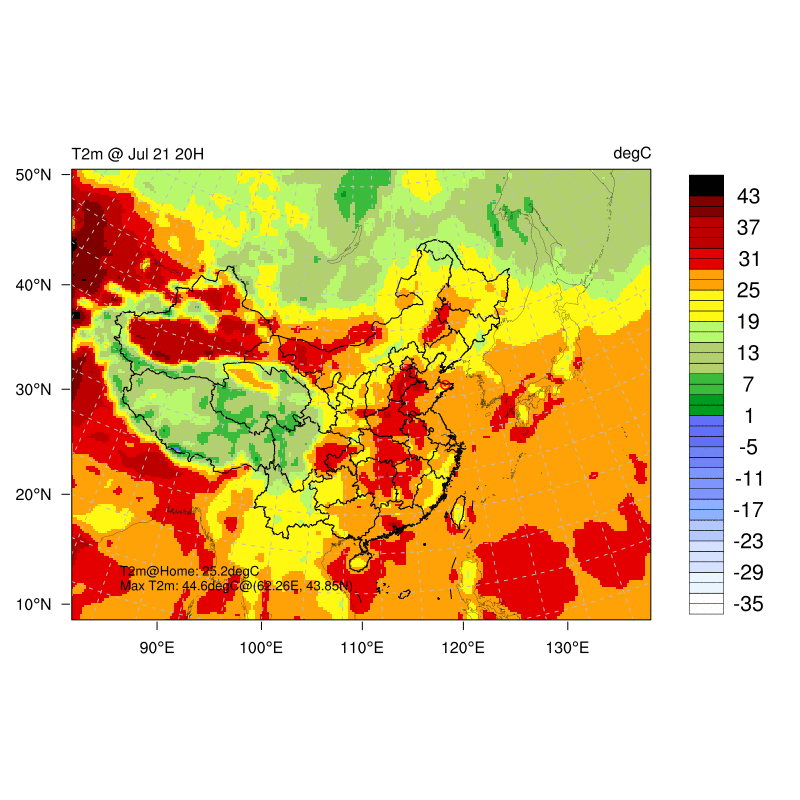 T2m @ Jul 21 20H degC
50°N
40°N
30°N
20°N
10°N
T2m@Home: 25.2degC
Max T2m: 44.6degC@(62.26E, 43.85N)
90°E 100°E 110°E 120°E 130°E
43
37
31
25
19
13
7
1
-5
-11
-17
-23
-29
-35